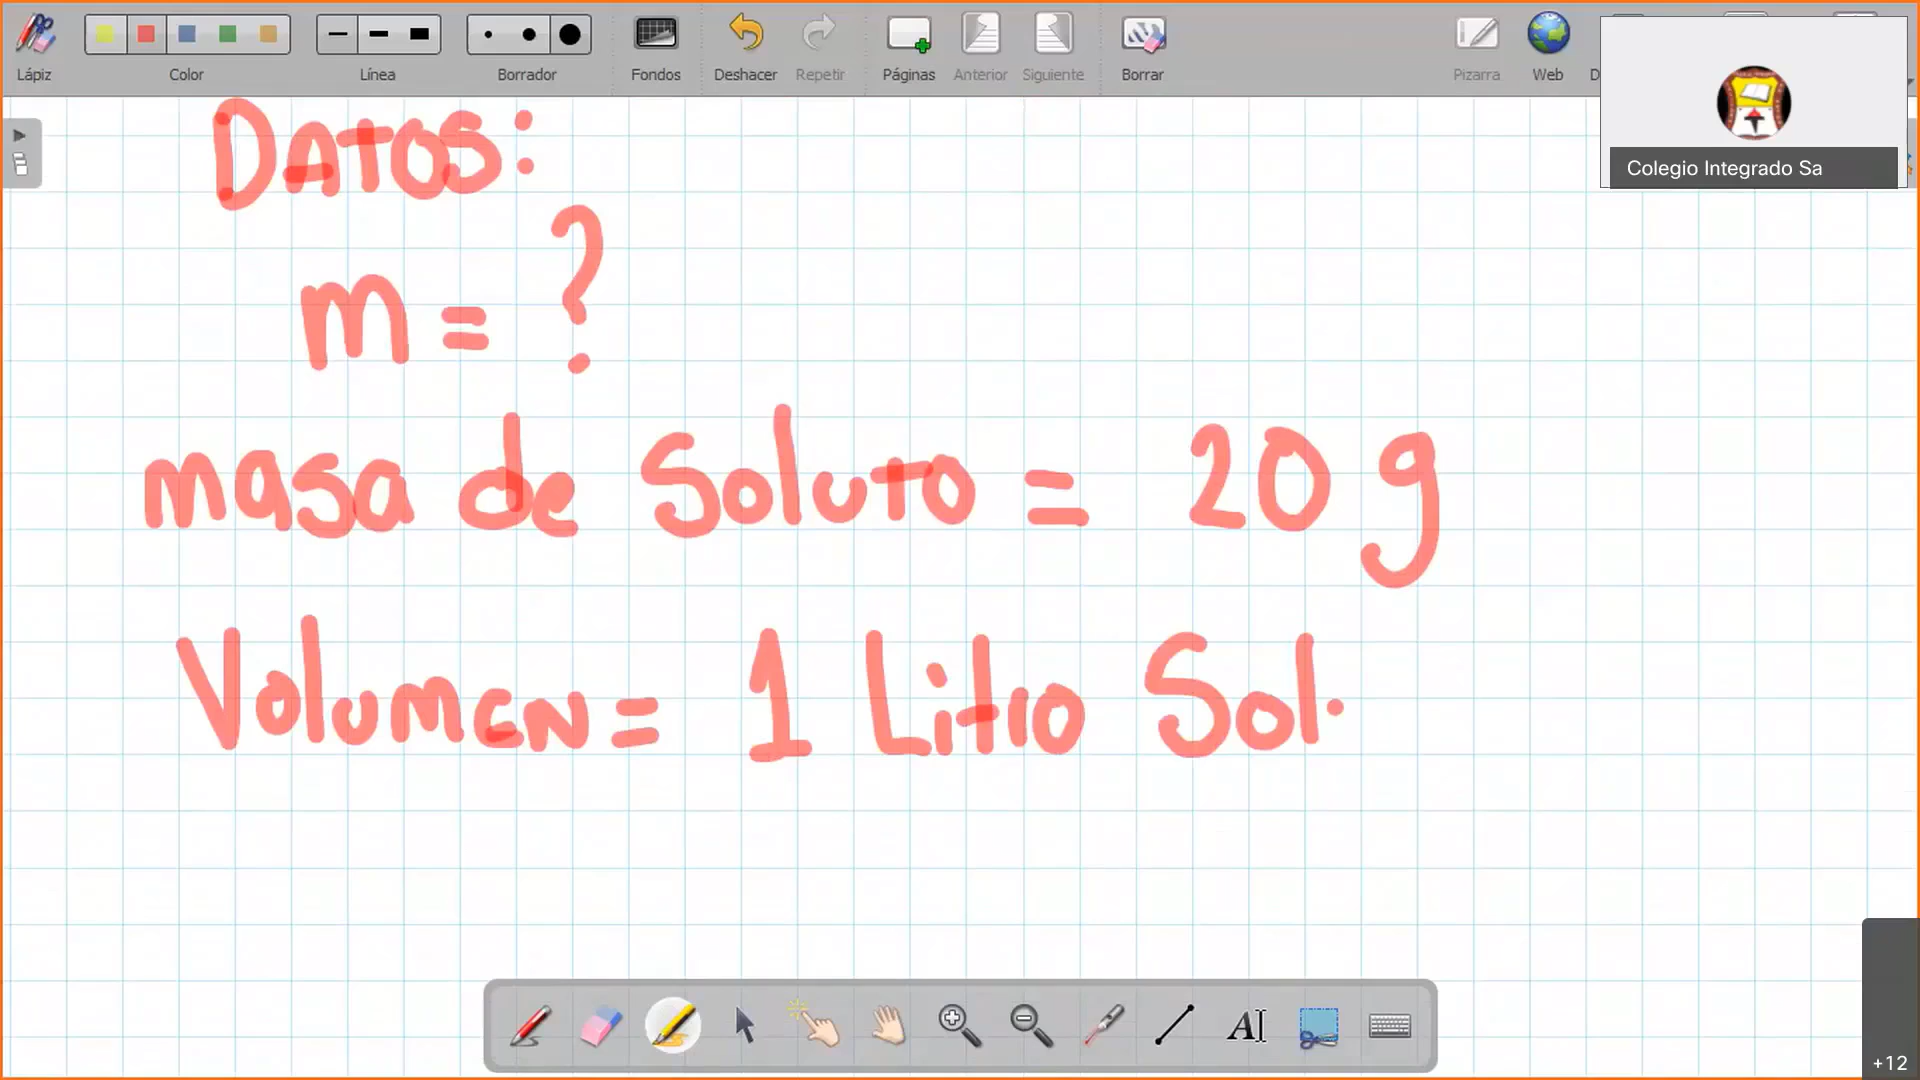 Lápiz Color Línea Borrador Fondos Deshacer Repetir Páginas Anterior Siguiente Borrar Pizarra Web D
Colegio Integrado Sa
DATOS:
m = ?
masa de Soluto = 20 g
Volumen = 1 Litro Sol.
+12